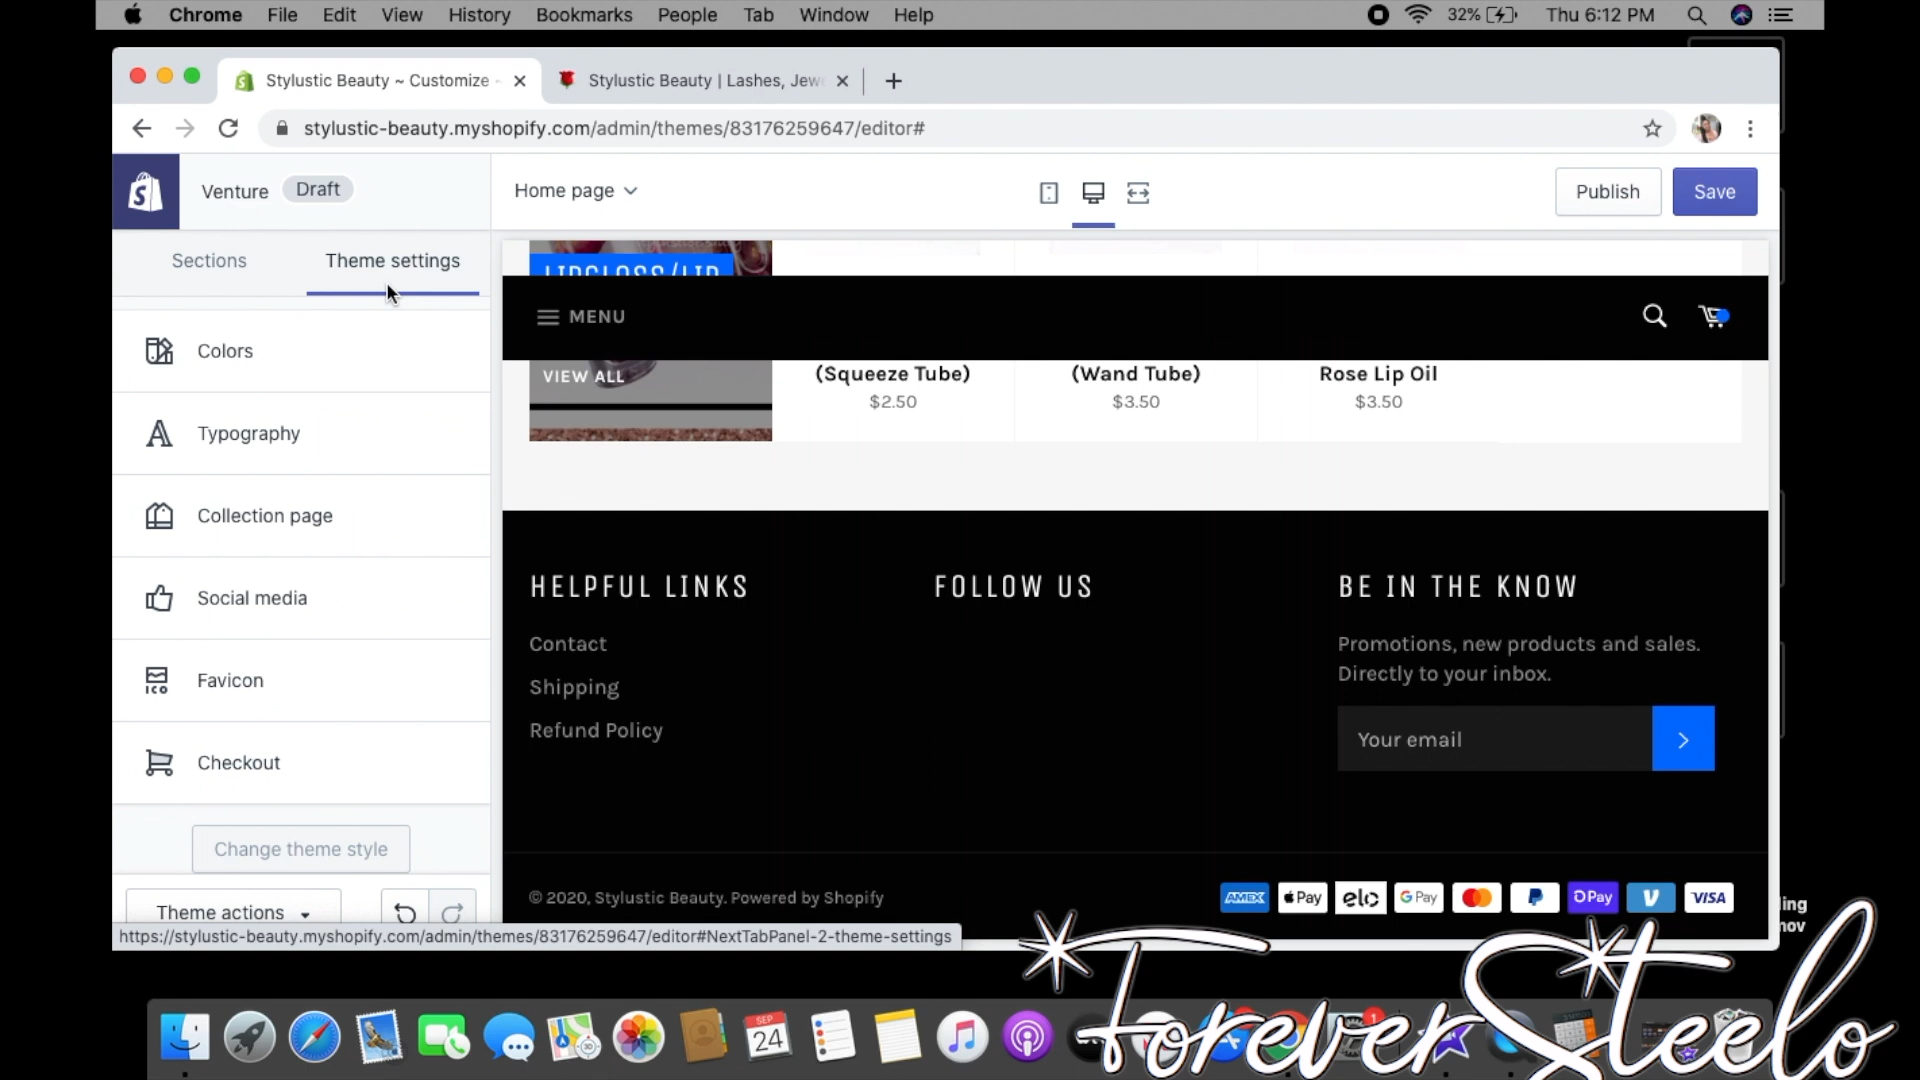 Chrome File Edit View History Bookmarks People Tab Window Help 32% Thu 6:12 PM
Stylustic Beauty ~ Customize ~ Stylustic Beauty | Lashes, Jew
stylustic-beauty.myshopify.com/admin/themes/83176259647/editor#
Venture Draft Home page Publish Save
Sections Theme settings
LIPGLOSS/LIP
MENU
Colors
VIEW ALL (Squeeze Tube) (Wand Tube) Rose Lip Oil
$2.50 $3.50 $3.50
Typography
Collection page
HELPFUL LINKS FOLLOW US BE IN THE KNOW
Social media
Contact Promotions, new products and sales.
Shipping Directly to your inbox.
Favicon
Refund Policy Your email
Checkout
Change theme style
© 2020, Stylustic Beauty. Powered by Shopify AMEX Pay elo G Pay Pay VISA
Theme actions
https://stylustic-beauty.myshopify.com/admin/themes/83176259647/editor#NextTabPanel-2-theme-settings
SEP
24
*ForeverSteelo